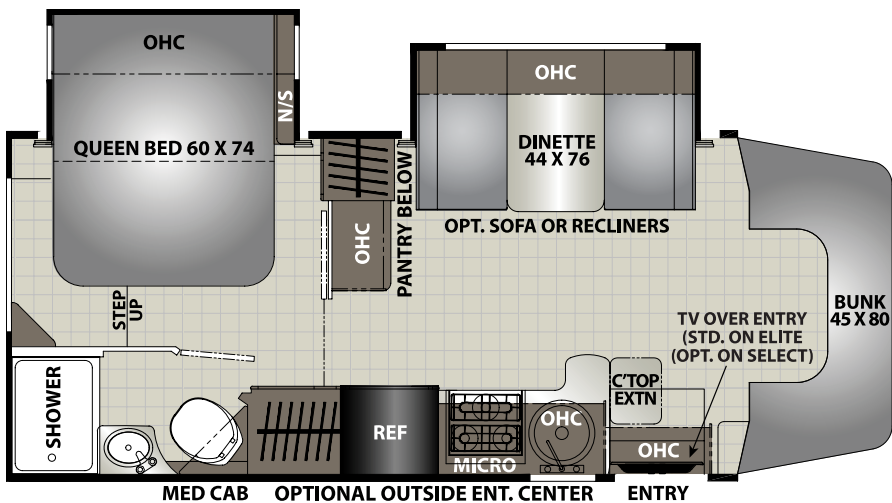 OHC
N/S
QUEEN BED 60 X 74
OHC
DINETTE
44 X 76
OPT. SOFA OR RECLINERS
OHC
PANTRY BELOW
STEP
UP
BUNK
45 X 80
TV OVER ENTRY
(STD. ON ELITE
(OPT. ON SELECT)
C'TOP
EXTN
SHOWER
REF
MICRO
OHC
OHC
MED CAB
OPTIONAL OUTSIDE ENT. CENTER
ENTRY